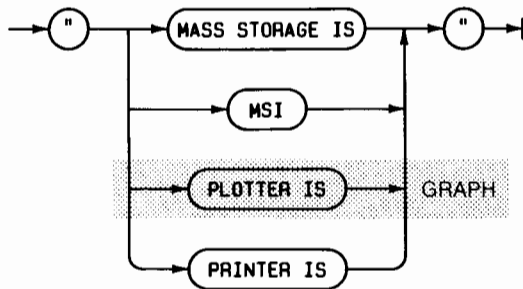 " MASS STORAGE IS "
MSI
PLOTTER IS GRAPH
PRINTER IS